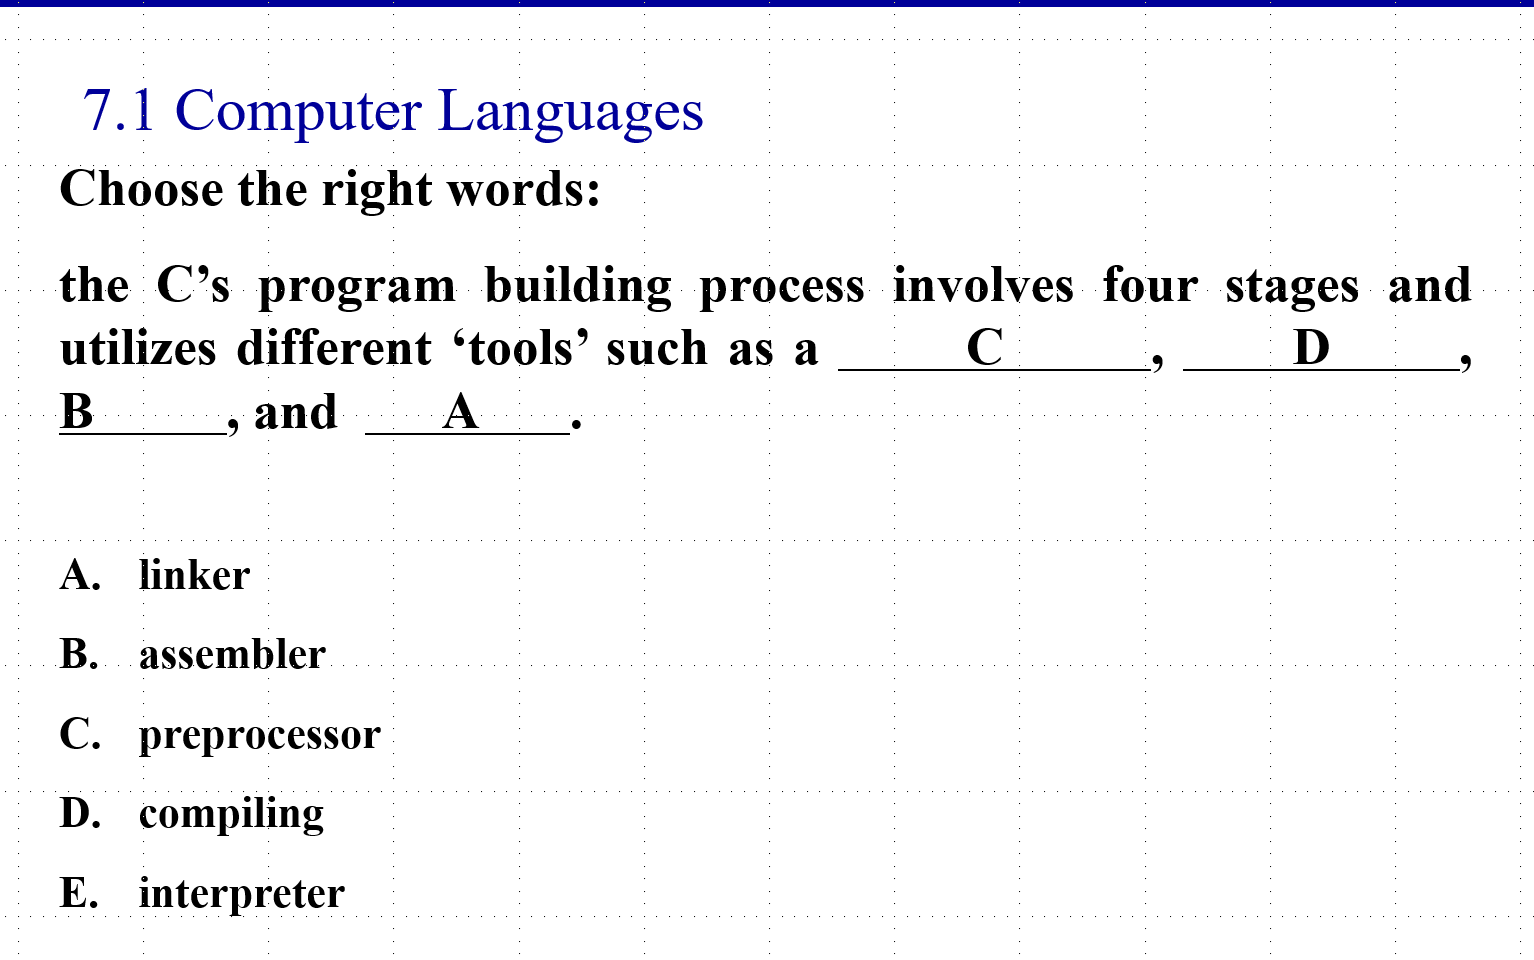 7.1 Computer Languages
Choose the right words:
the C’s program building process involves four stages and
utilizes different ‘tools’ such as a ______C______, ______D______,
B______, and ___A____.
A. linker
B. assembler
C. preprocessor
D. compiling
E. interpreter